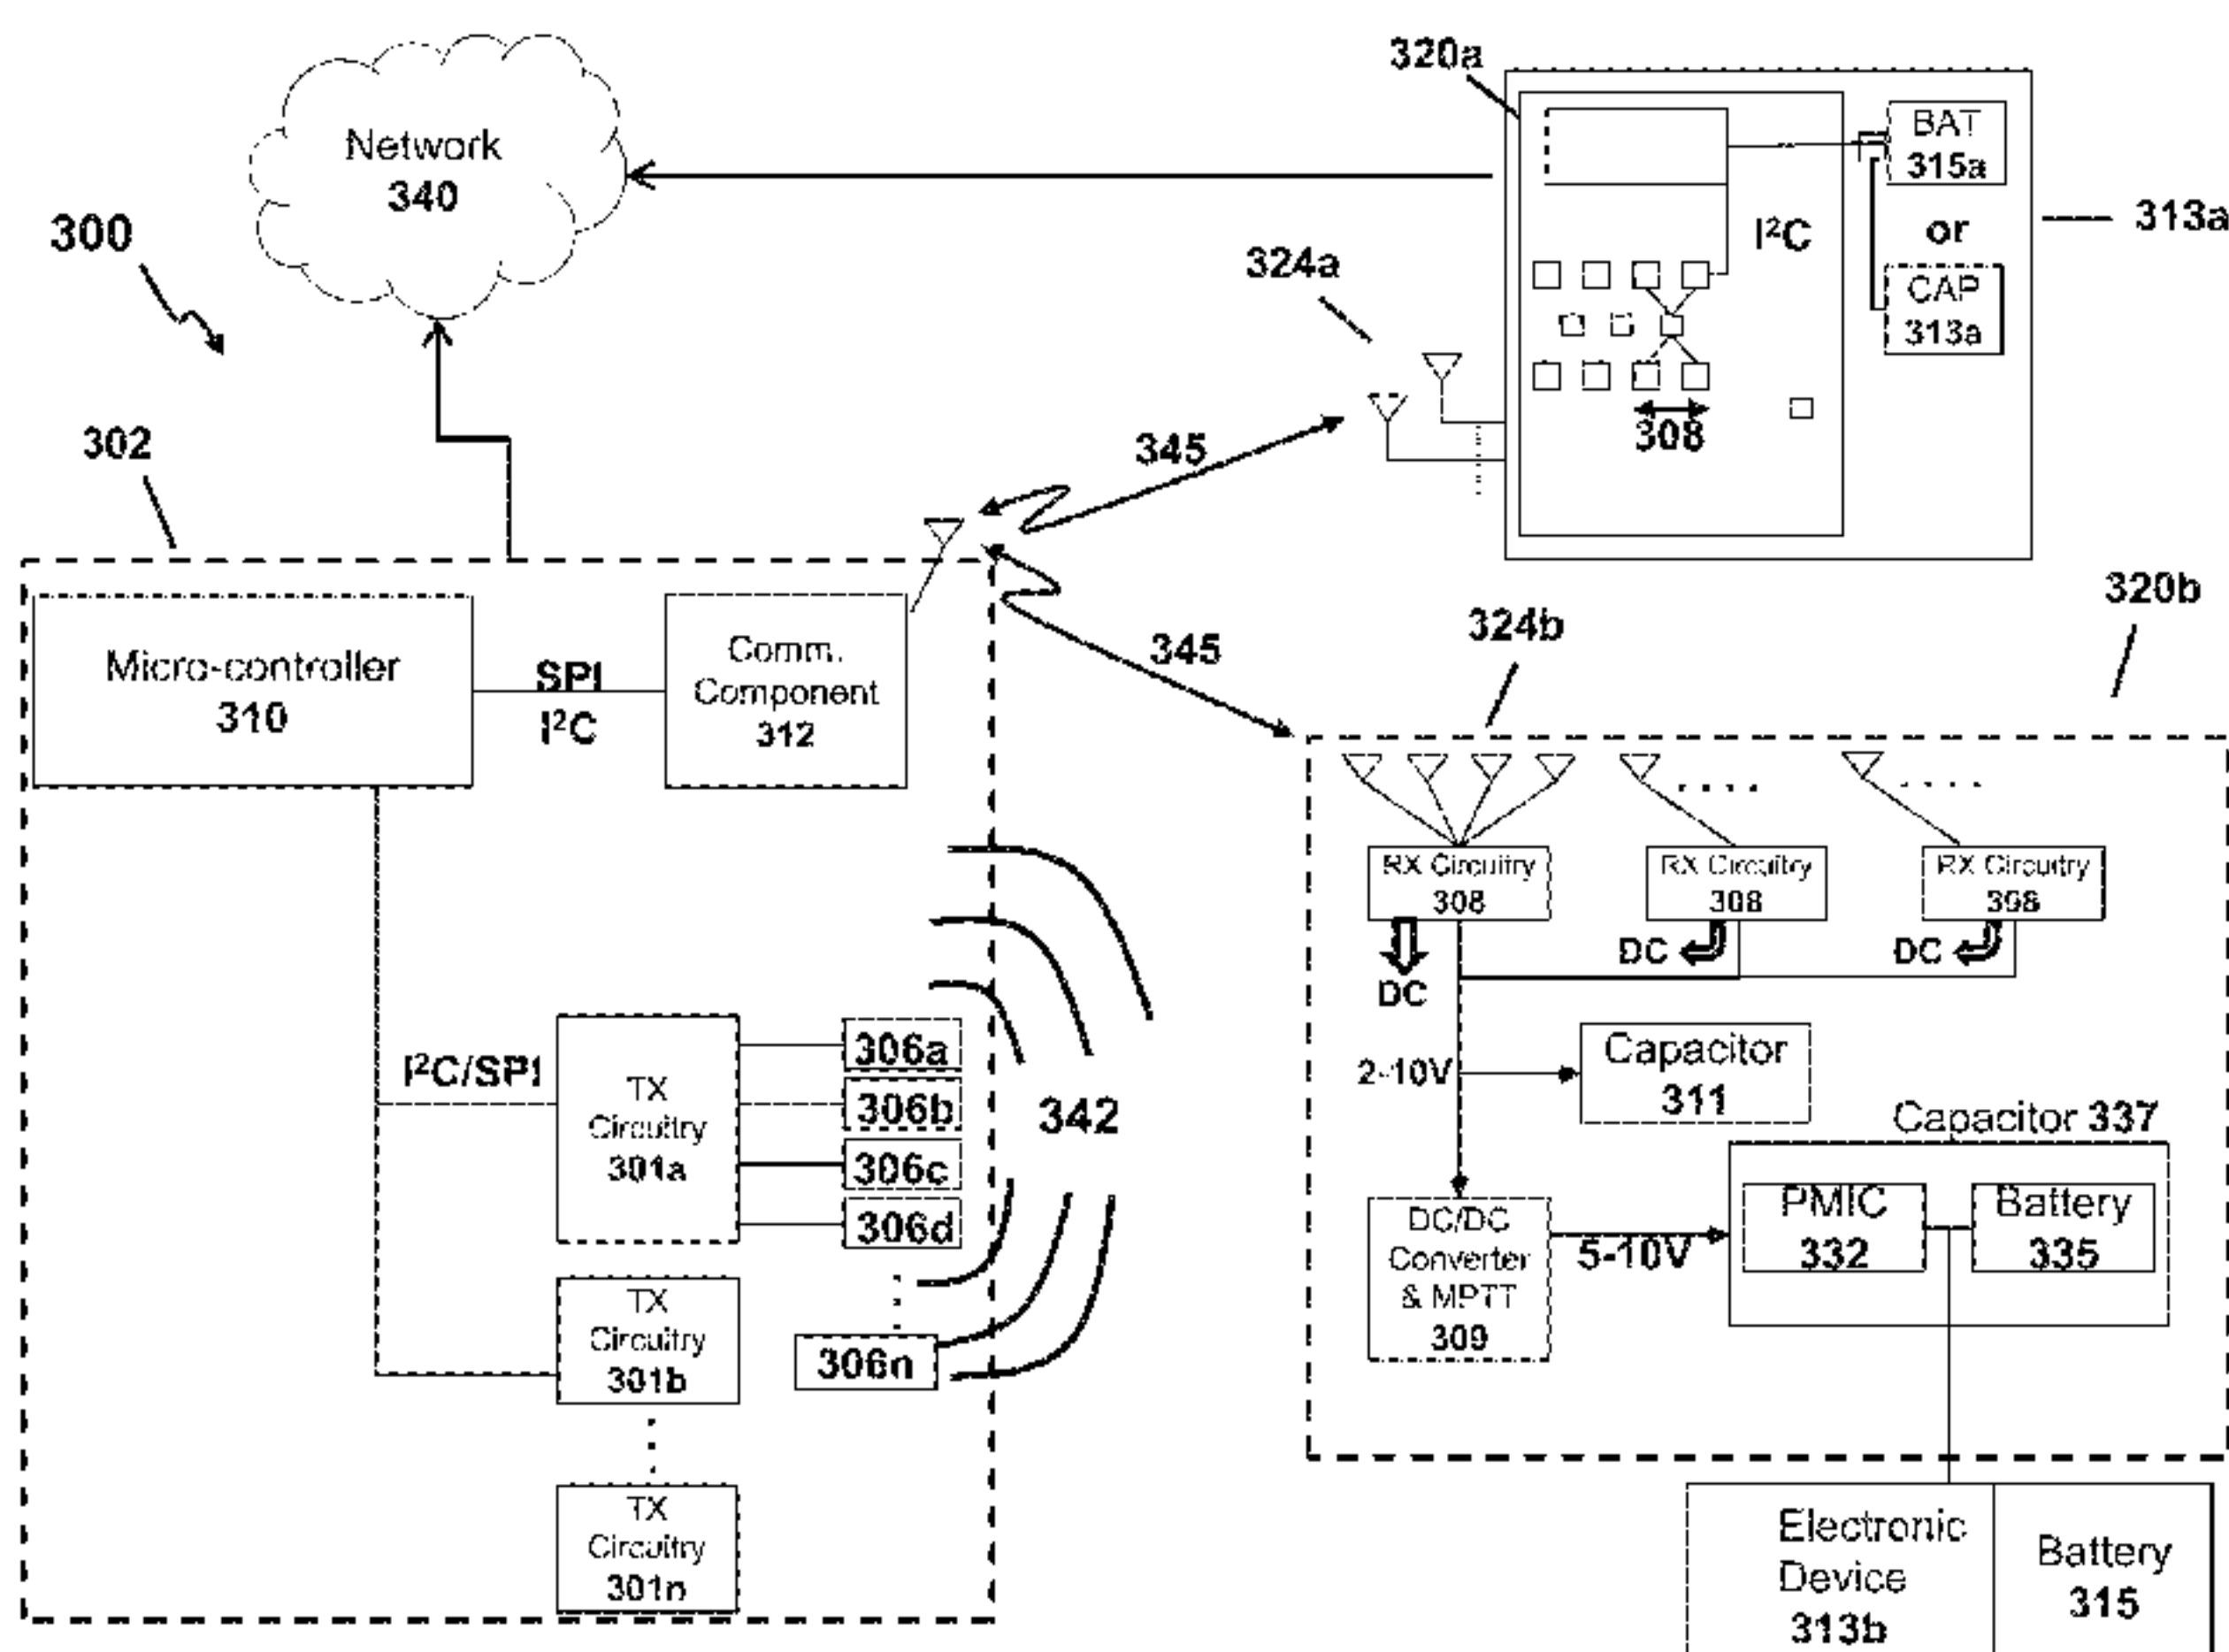 320a
BAT
315a
or
CAP
313a
313a
I²C
308
Network
340
300
324a
302
345
345
324b
320b
Micro-controller
310
SPI
I²C
Comm.
Component
312
RX Circuitry
308
RX Circuitry
308
RX Circuitry
308
DC
DC
DC
2-10V
Capacitor
311
Capacitor 337
PMIC
332
Battery
335
DC/DC
Converter
& MPTT
309
5-10V
I²C/SPI
TX
Circuitry
301a
306a
306b
306c
306d
342
TX
Circuitry
301b
306n
TX
Circuitry
301n
Electronic
Device
313b
Battery
315